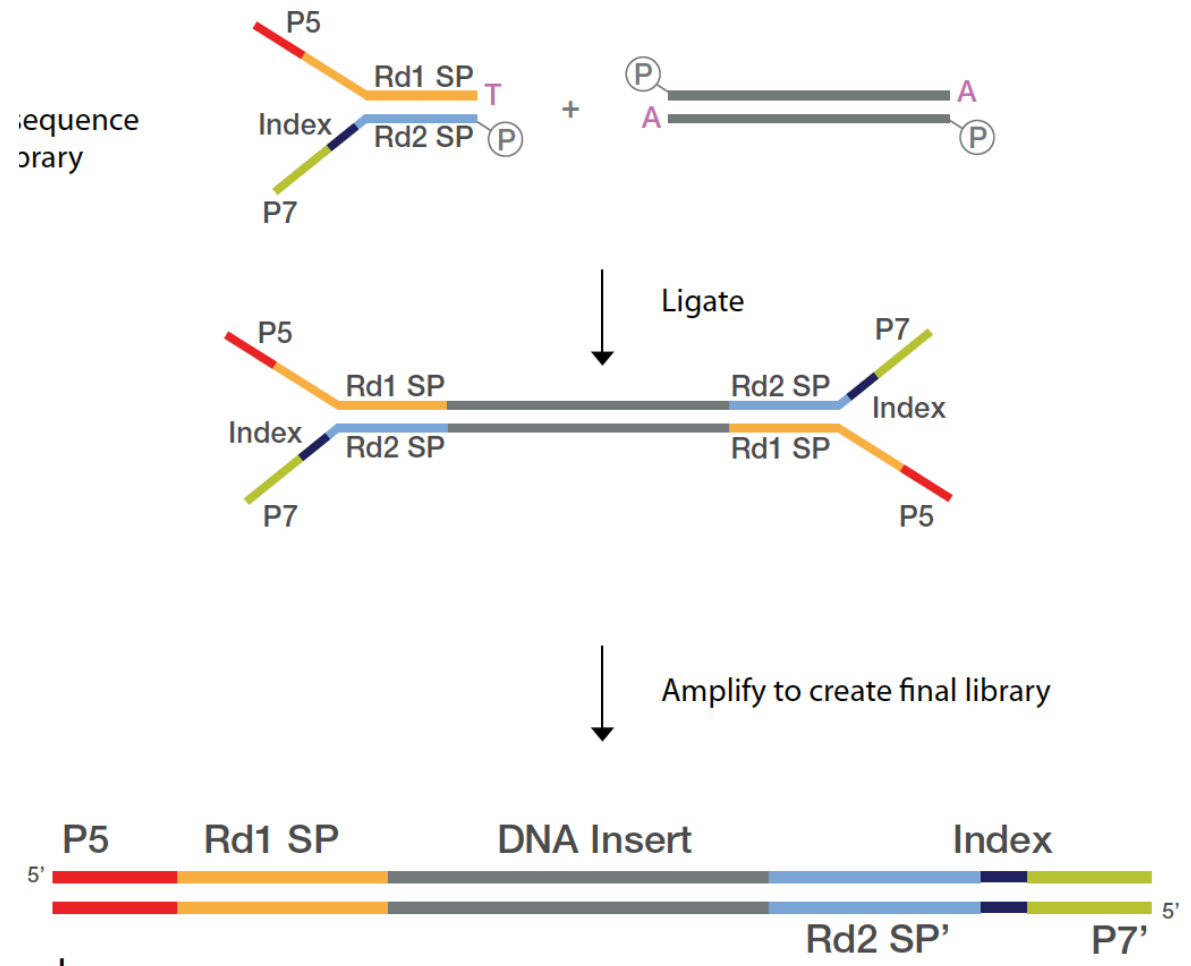 P5
Rd1 SP T
Index
Rd2 SP P
P7
+
P
A
A
P
Ligate
P5
Rd1 SP
Index
Rd2 SP
P7
P7
Rd2 SP
Index
Rd1 SP
P5
Amplify to create final library
P5 Rd1 SP DNA Insert Index
5’
5’
Rd2 SP’ P7’